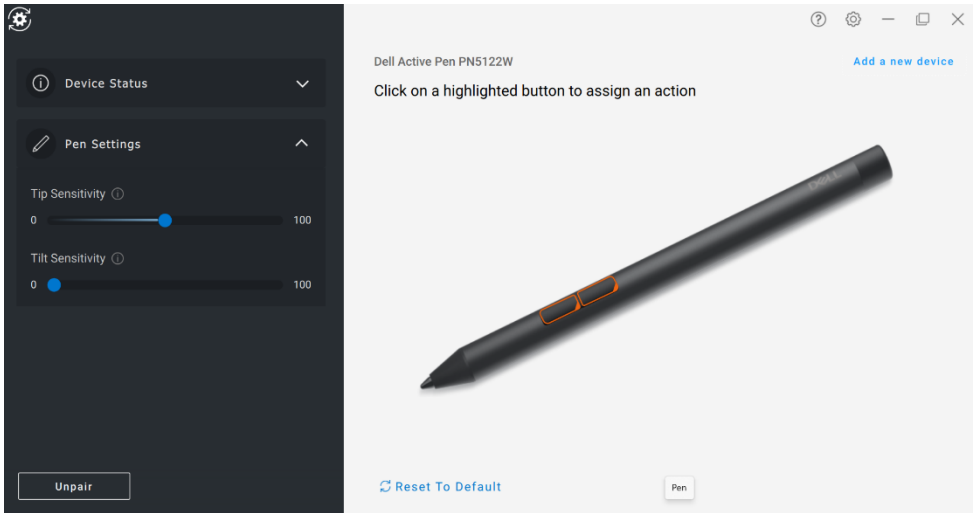 Device Status
Pen Settings
Tip Sensitivity
0 100
Tilt Sensitivity
0 100
Unpair
Dell Active Pen PN5122W
Add a new device
Click on a highlighted button to assign an action
DELL
Reset To Default
Pen